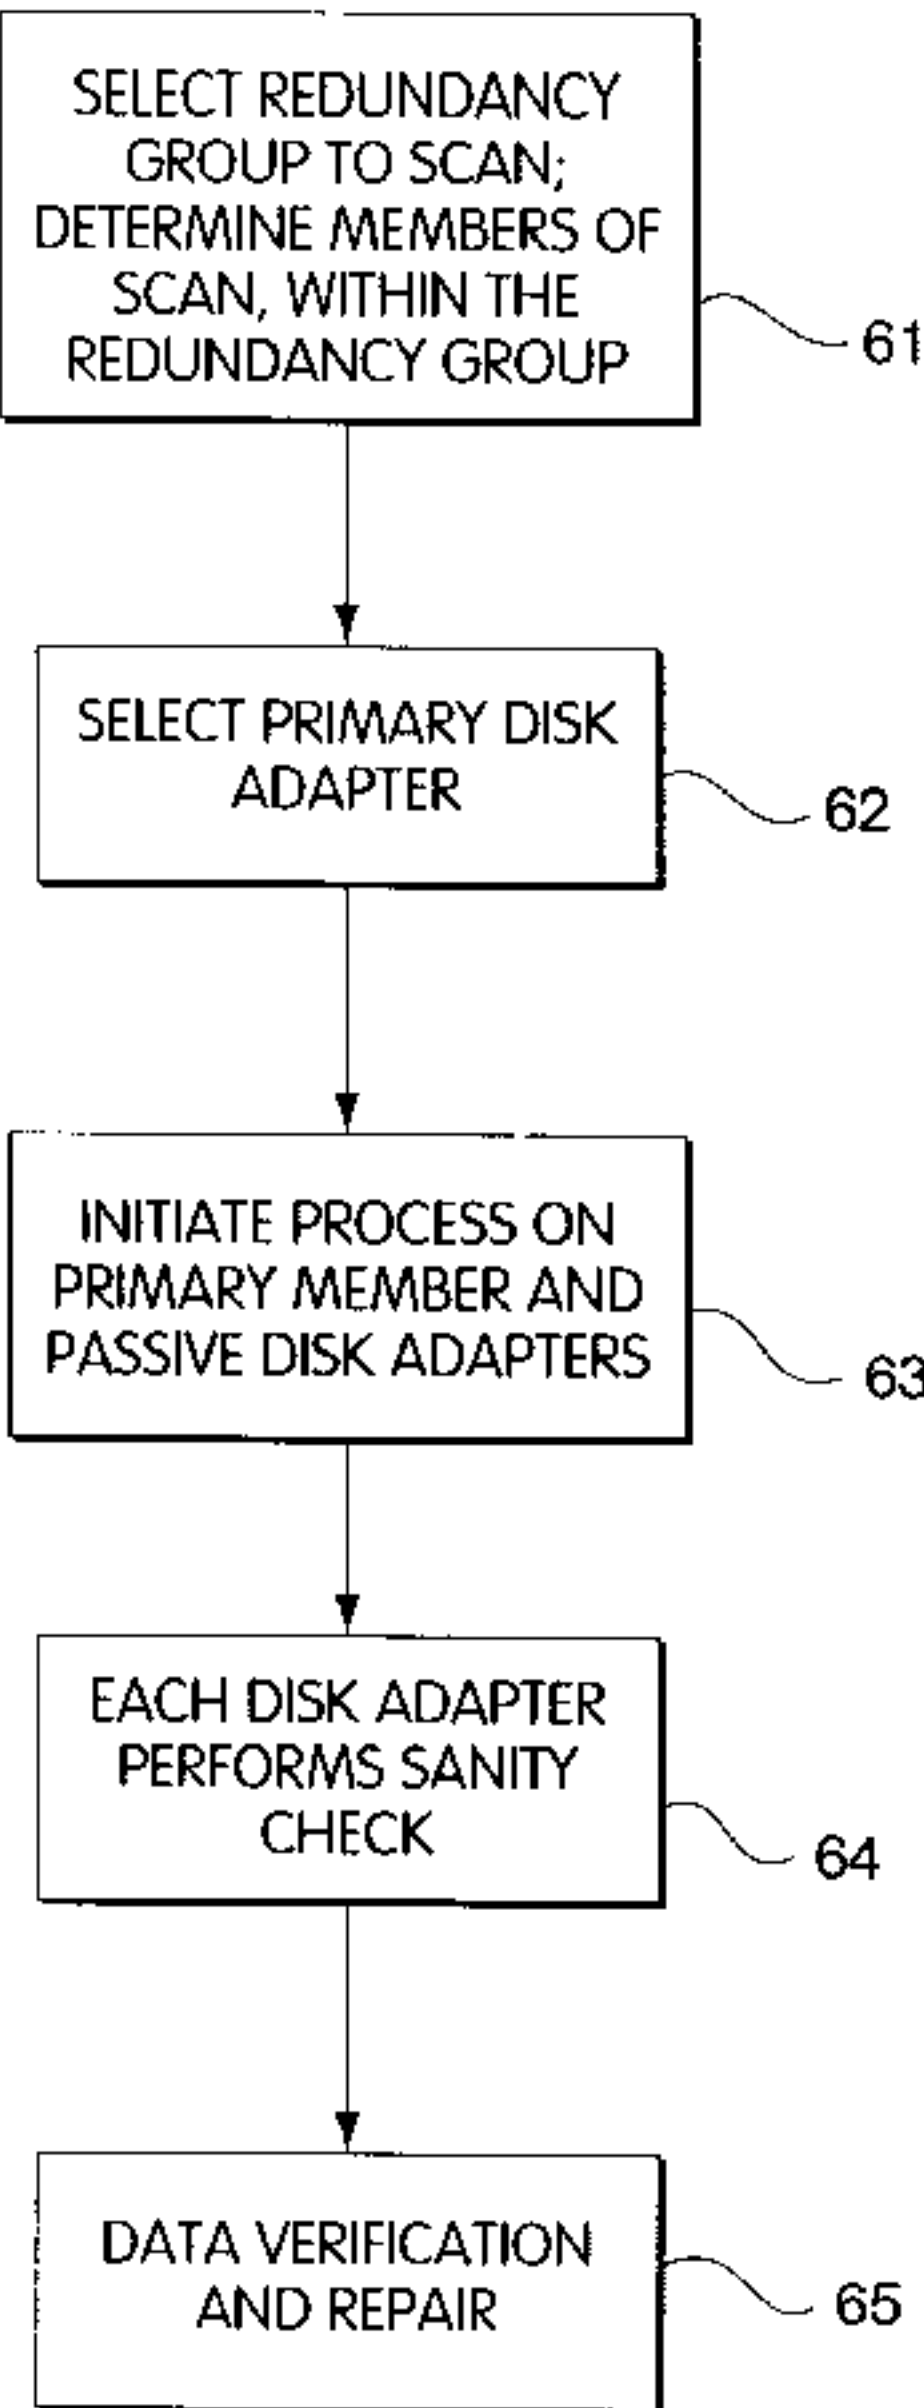 SELECT REDUNDANCY
GROUP TO SCAN;
DETERMINE MEMBERS OF
SCAN, WITHIN THE
REDUNDANCY GROUP
61
SELECT PRIMARY DISK
ADAPTER
62
INITIATE PROCESS ON
PRIMARY MEMBER AND
PASSIVE DISK ADAPTERS
63
EACH DISK ADAPTER
PERFORMS SANITY
CHECK
64
DATA VERIFICATION
AND REPAIR
65